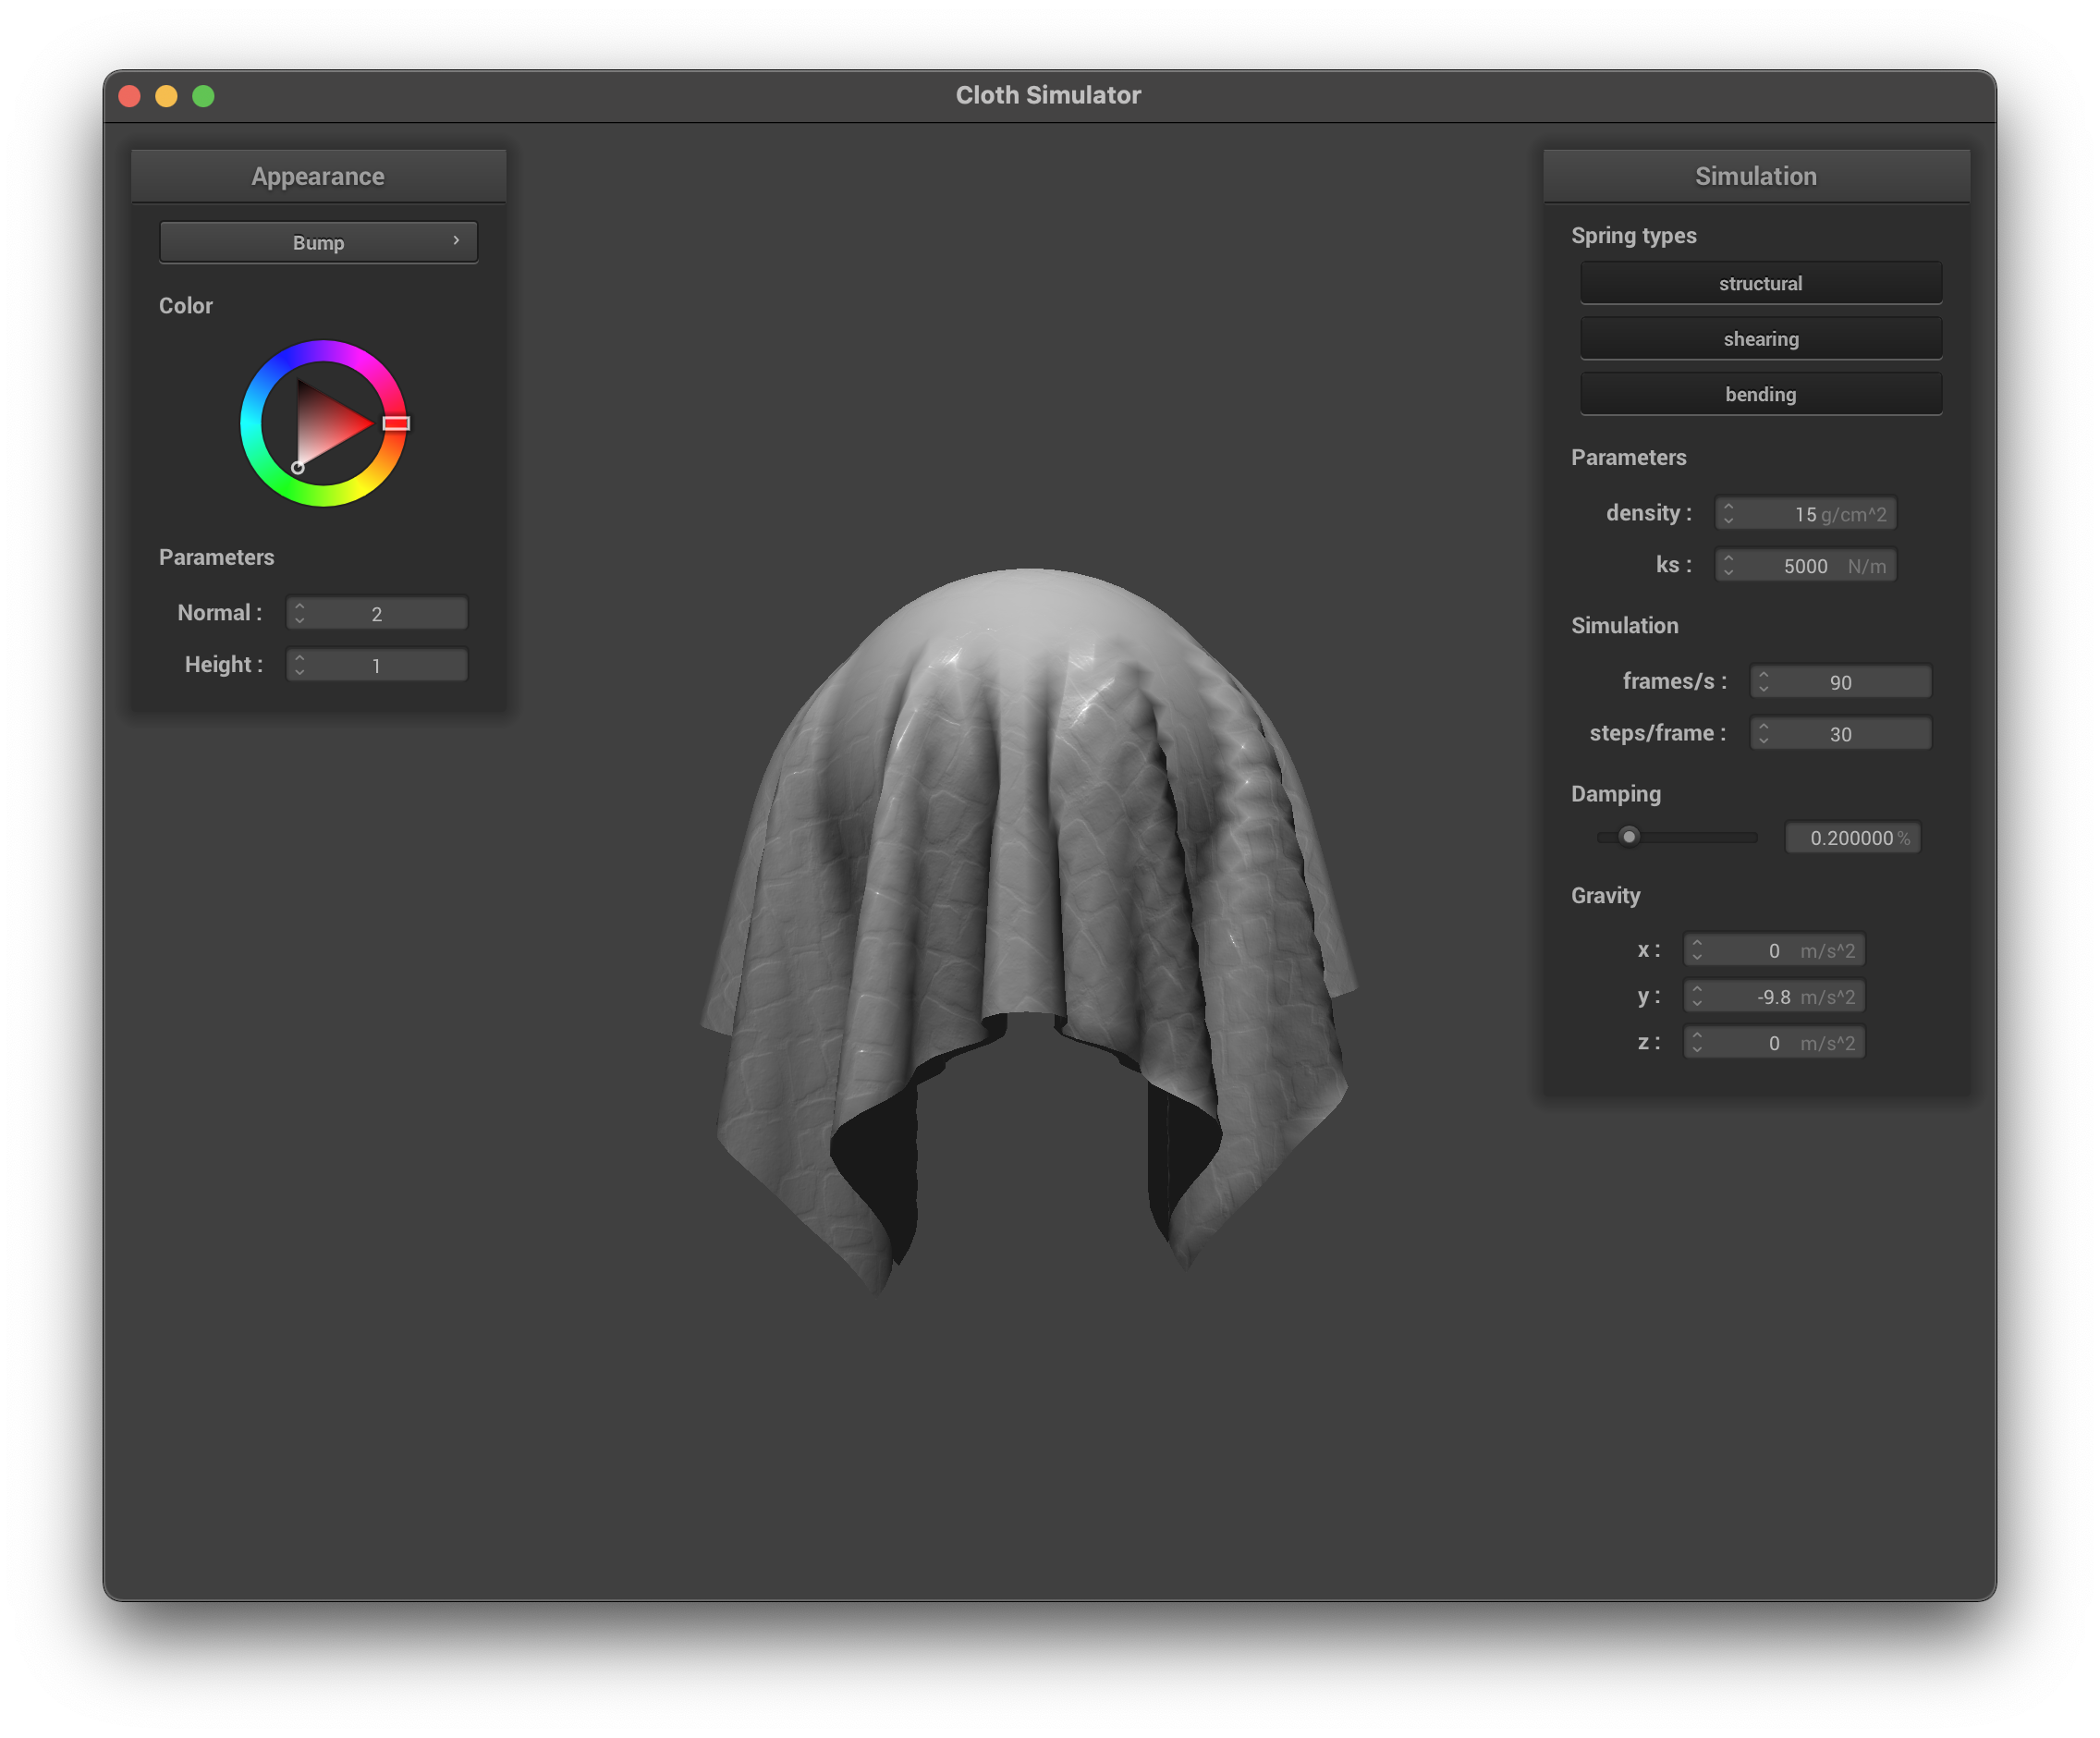 Cloth Simulator
Appearance
Bump
Color
Parameters
Normal : 2
Height : 1
Simulation
Spring types
structural
shearing
bending
Parameters
density : 15 g/cm^2
ks : 5000 N/m
Simulation
frames/s : 90
steps/frame : 30
Damping
0.200000 %
Gravity
x : 0 m/s^2
y : -9.8 m/s^2
z : 0 m/s^2